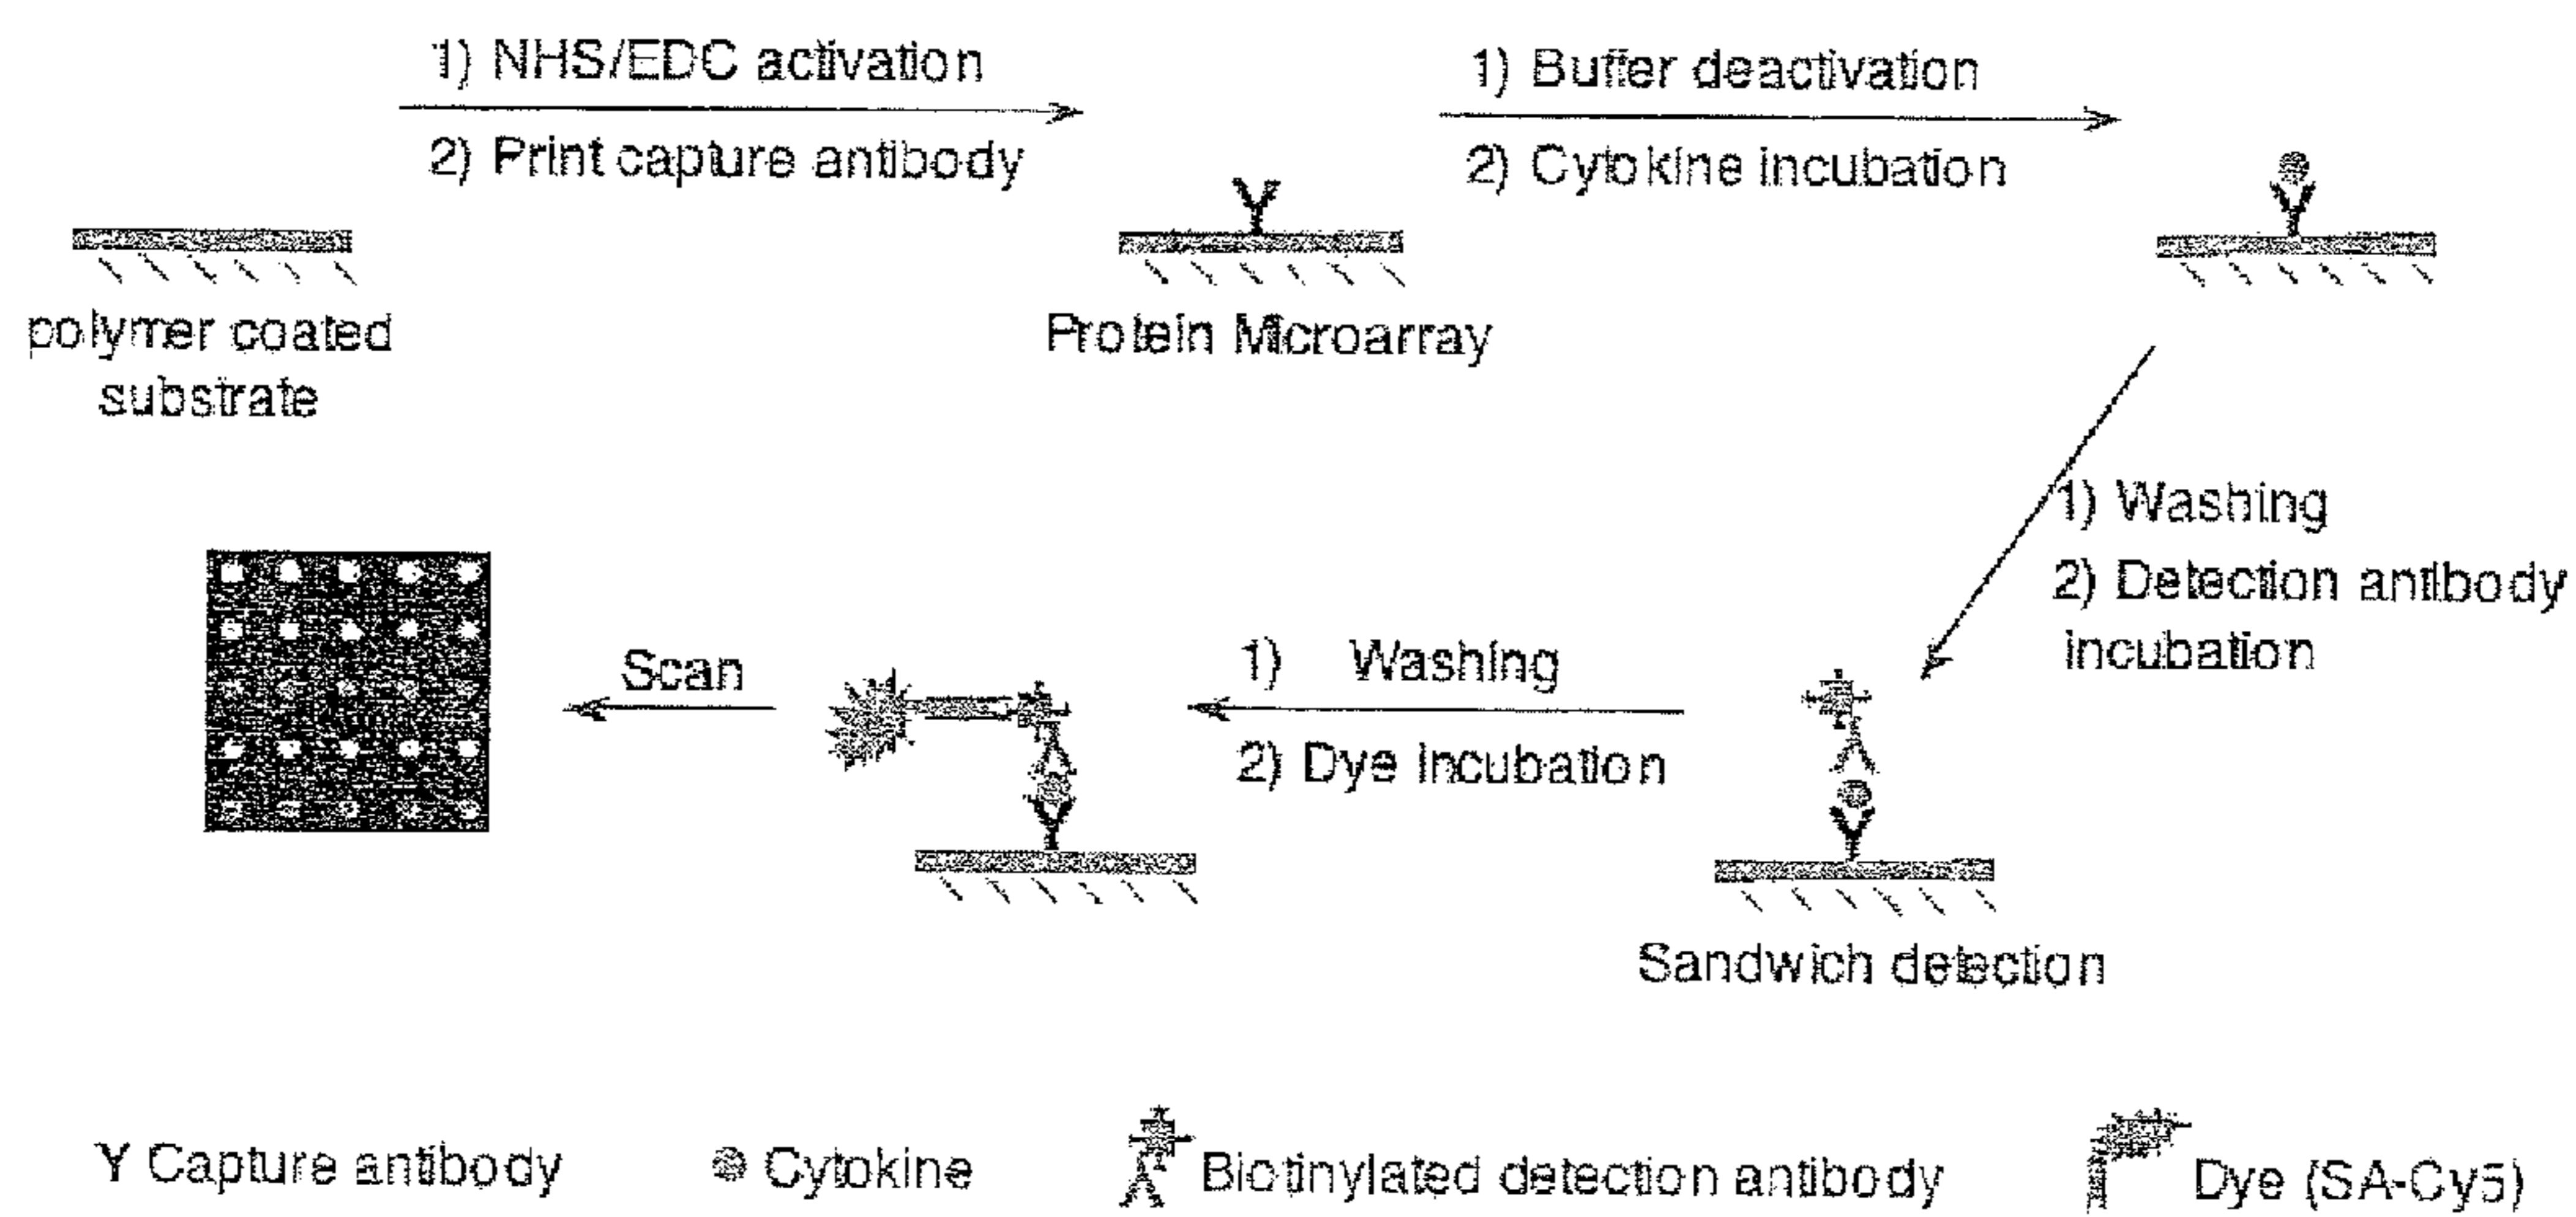 1) NHS/EDC activation
2) Print capture antibody
1) Buffer deactivation
2) Cytokine incubation
polymer coated
substrate
Protein Microarray
1) Washing
2) Detection antibody
incubation
Scan
1) Washing
2) Dye incubation
Sandwich detection
Y Capture antibody
Cytokine
Biotinylated detection antibody
Dye (SA-Cy5)